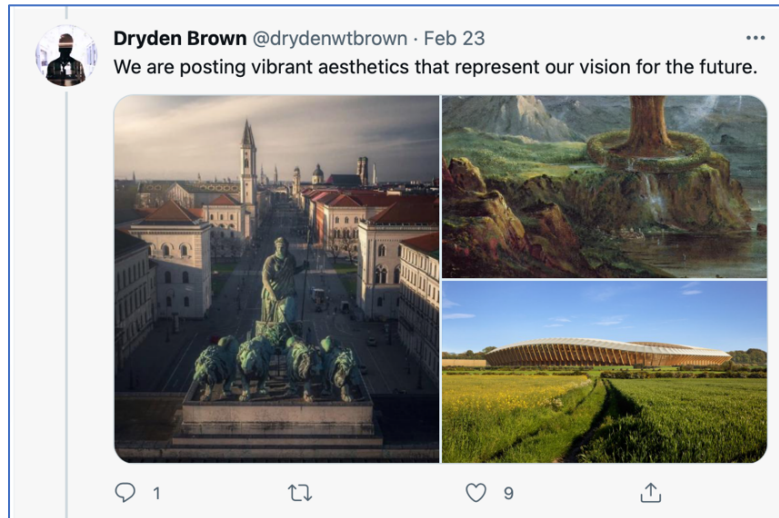 Dryden Brown @drydenwtbrown · Feb 23
We are posting vibrant aesthetics that represent our vision for the future.
1 9